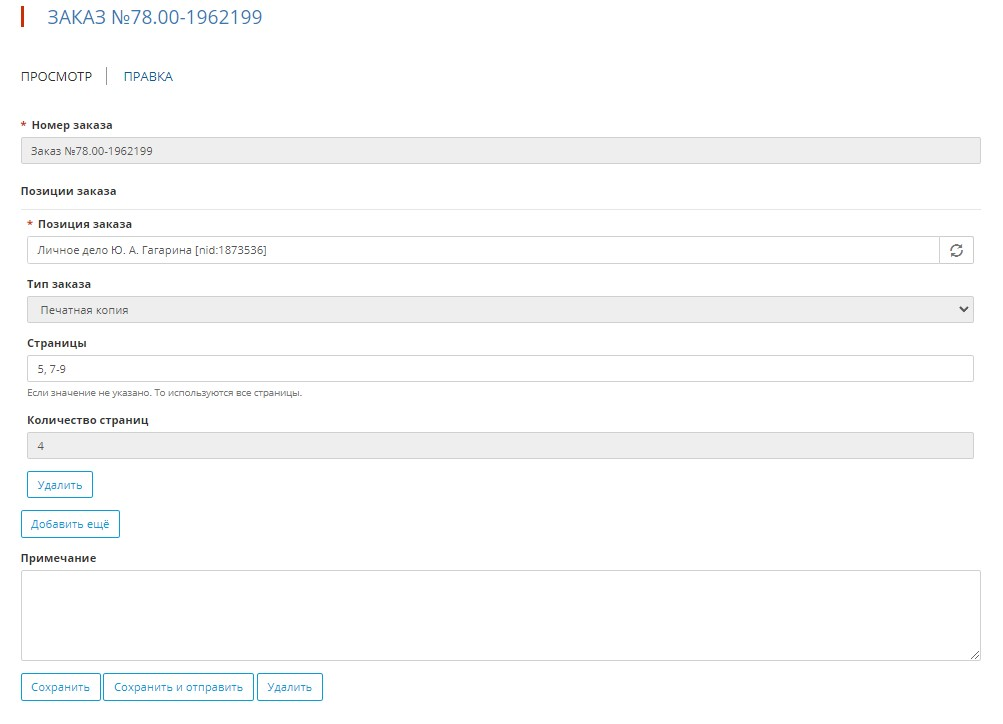 ЗАКАЗ №78.00-1962199
ПРОСМОТР ПРАВКА
* Номер заказа
Заказ №78.00-1962199
Позиции заказа
* Позиция заказа
Личное дело Ю. А. Гагарина [nid:1873536]
Тип заказа
Печатная копия
Страницы
5, 7-9
Если значение не указано. То используются все страницы.
Количество страниц
4
Удалить
Добавить ещё
Примечание
Сохранить Сохранить и отправить Удалить